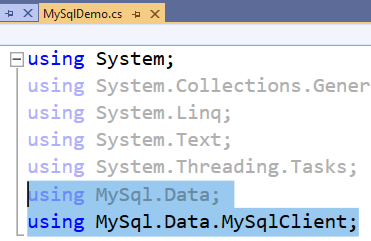 MySqlDemo.cs
using System;
using System.Collections.Gener
using System.Linq;
using System.Text;
using System.Threading.Tasks;
using MySql.Data;
using MySql.Data.MySqlClient;